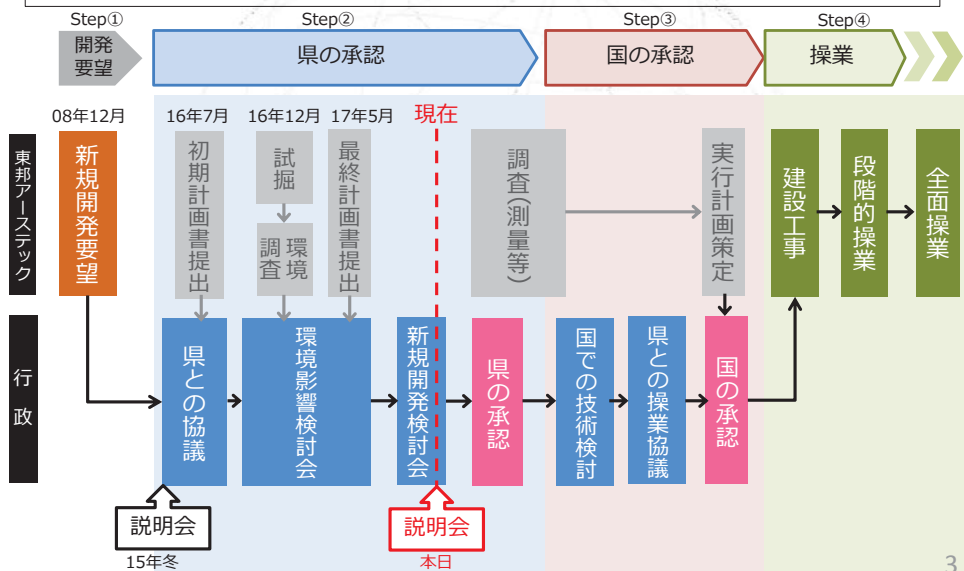 Step①
Step②
Step③
Step④
開発
要望
県の承認
国の承認
操業
08年12月
16年7月
16年12月
17年5月
現在
東邦アーステック
新規開発要望
初期計画書提出
試掘
環境
調査
最終計画書提出
調査(測量等)
実行計画策定
建設工事
段階的操業
全面操業
行政
県との協議
環境影響検討会
新規開発検討会
県の承認
国での技術検討
県との操業協議
国の承認
説明会
15年冬
説明会
本日
3